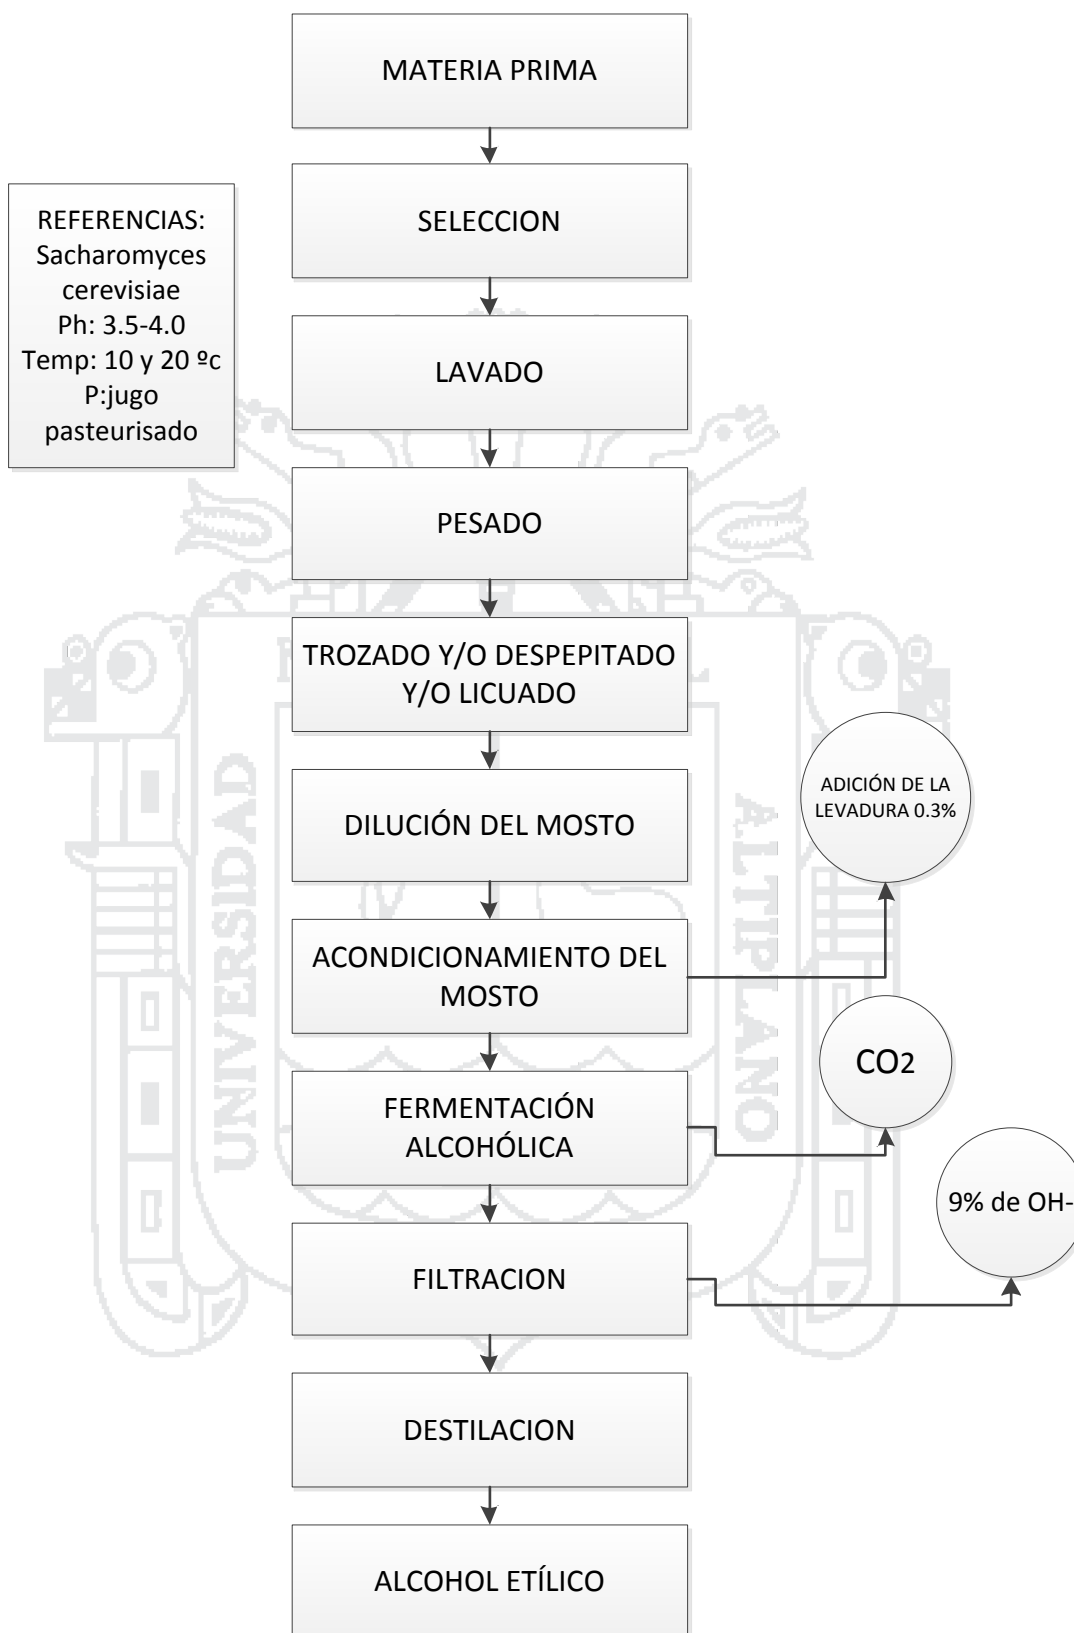 MATERIA PRIMA
SELECCION
REFERENCIAS:
Sacharomyces
cerevisiae
Ph: 3.5-4.0
Temp: 10 y 20 ºc
P:jugo
pasteurisado
LAVADO
PESADO
TROZADO Y/O DESPEPITADO
Y/O LICUADO
DILUCIÓN DEL MOSTO
ADICIÓN DE LA
LEVADURA 0.3%
ACONDICIONAMIENTO DEL
MOSTO
CO2
FERMENTACIÓN
ALCOHÓLICA
9% de OH-
FILTRACION
DESTILACION
ALCOHOL ETÍLICO
UNIVERSIDAD
ALTIPLANO